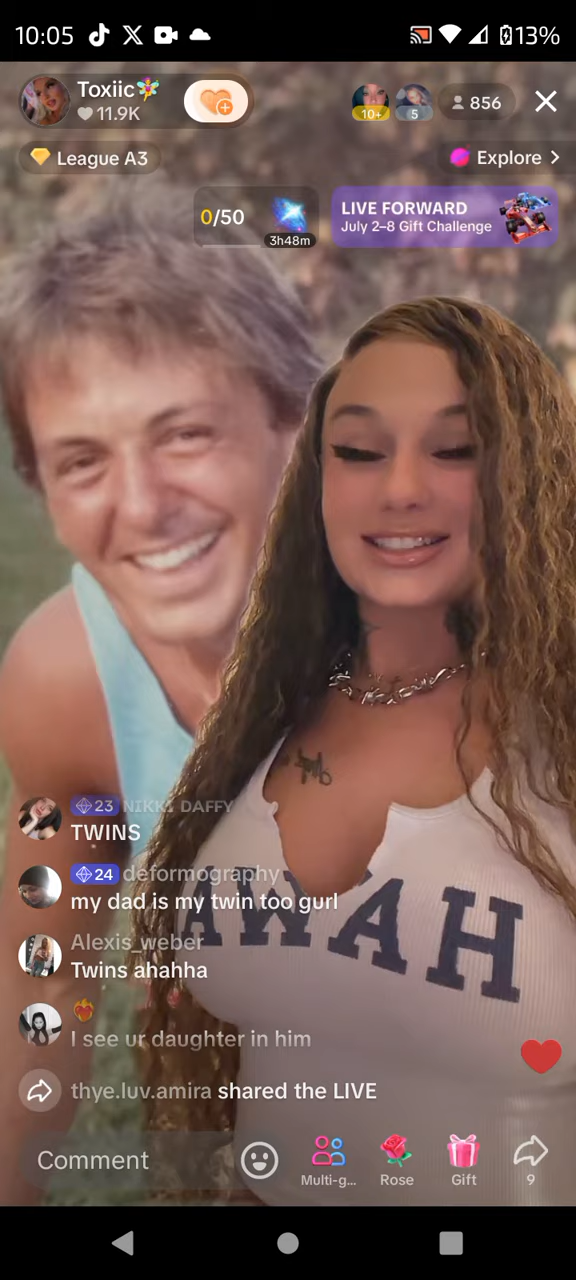 10:05
13%
Toxiic
11.9K
10+
5
856
League A3
Explore
0/50
3h48m
LIVE FORWARD
July 2–8 Gift Challenge
23 NIKKI DAFFY
TWINS
24 deformography
my dad is my twin too gurl
Alexis_weber
Twins ahahha
I see ur daughter in him
thye.luv.amira shared the LIVE
AWAH
Comment
Multi-g...
Rose
Gift
9